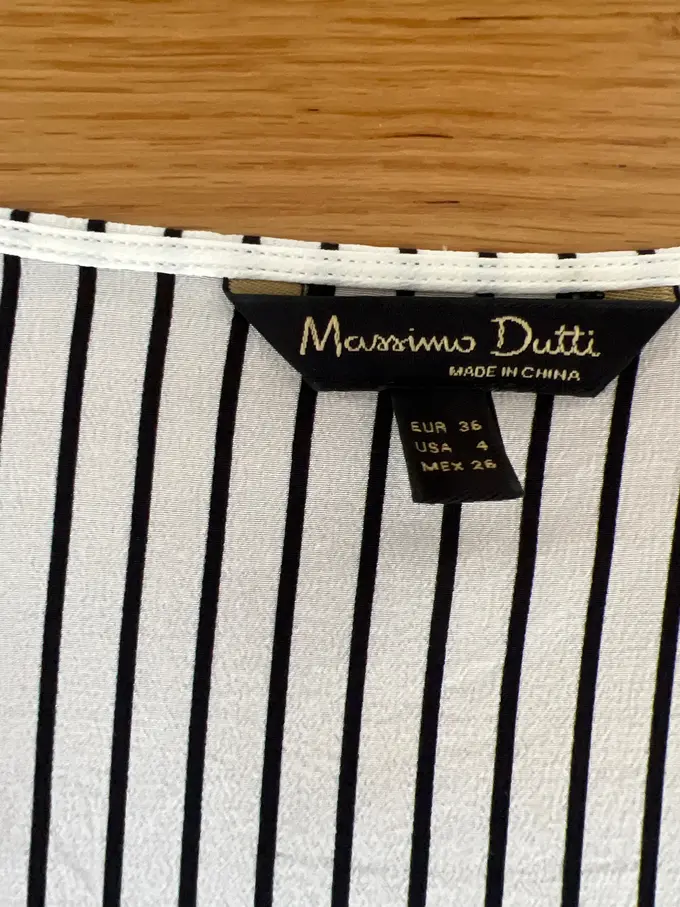 Massimo Dutti
MADE IN CHINA
EUR 36
USA 4
MEX 26